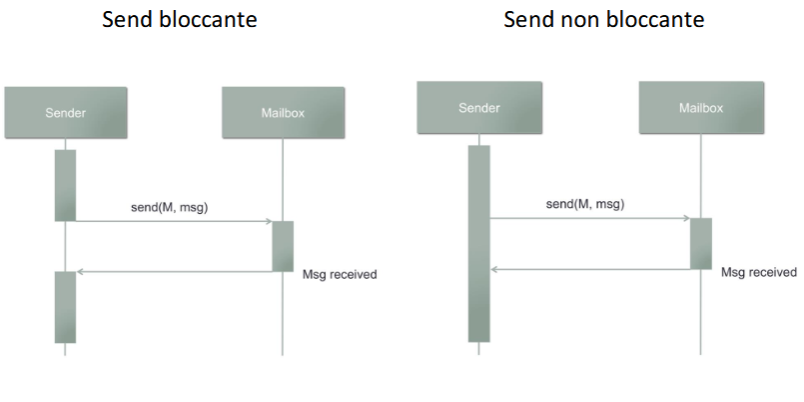 Send bloccante
Send non bloccante
Sender
Mailbox
send(M, msg)
Msg received
Sender
Mailbox
send(M, msg)
Msg received